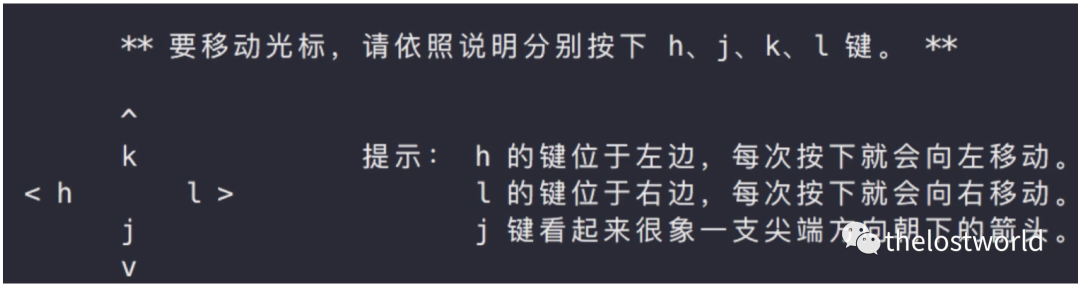 ** 要移动光标，请依照说明分别按下 h、j、k、l 键。 **
^
k 提示： h 的键位于左边，每次按下就会向左移动。
< h l > l 的键位于右边，每次按下就会向右移动。
j j 键看起来很象一支尖端方向朝下的箭头。
v
thelostworld